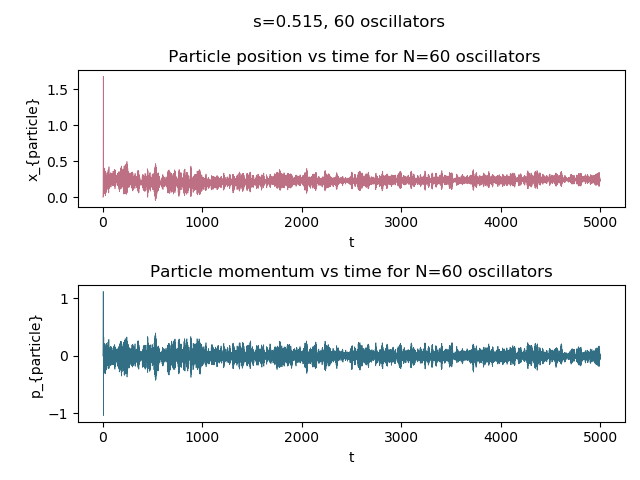 s=0.515, 60 oscillators
Particle position vs time for N=60 oscillators
1.5
1.0
0.5
0.0
x_{particle}
0 1000 2000 3000 4000 5000
t
Particle momentum vs time for N=60 oscillators
1
0
−1
p_{particle}
0 1000 2000 3000 4000 5000
t